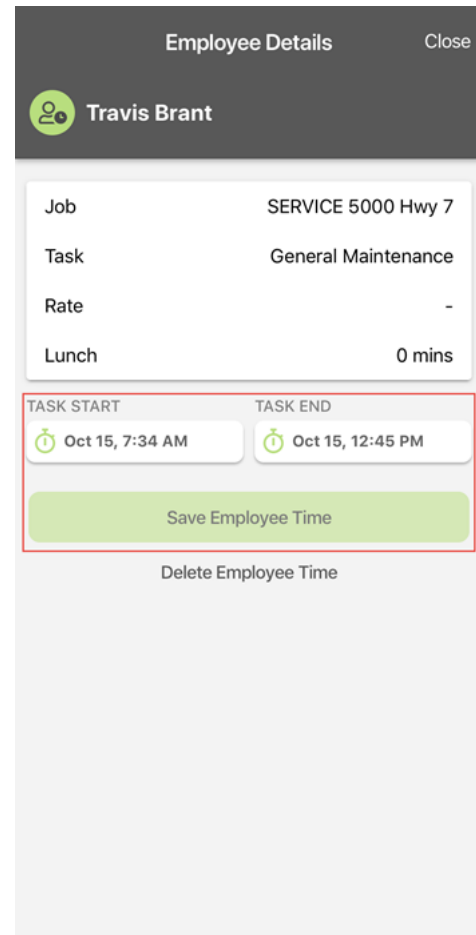 Employee Details Close
Travis Brant
Job SERVICE 5000 Hwy 7
Task General Maintenance
Rate -
Lunch 0 mins
TASK START TASK END
Oct 15, 7:34 AM Oct 15, 12:45 PM
Save Employee Time
Delete Employee Time